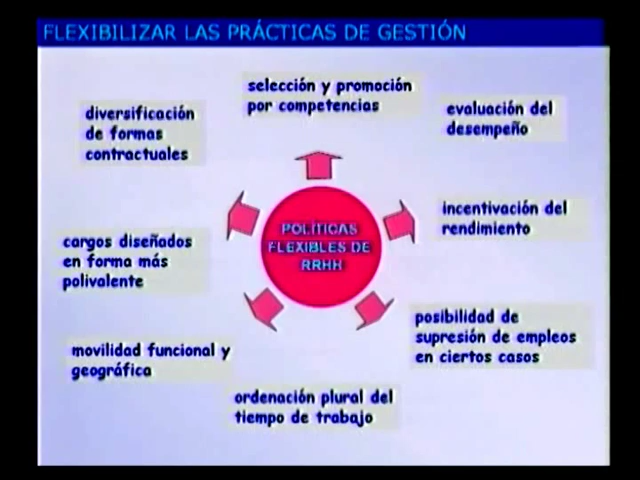 FLEXIBILIZAR LAS PRÁCTICAS DE GESTIÓN
selección y promoción
por competencias
evaluación del
desempeño
diversificación
de formas
contractuales
incentivación del
rendimiento
POLÍTICAS
FLEXIBLES DE
RRHH
cargos diseñados
en forma más
polivalente
posibilidad de
supresión de empleos
en ciertos casos
movilidad funcional y
geográfica
ordenación plural del
tiempo de trabajo